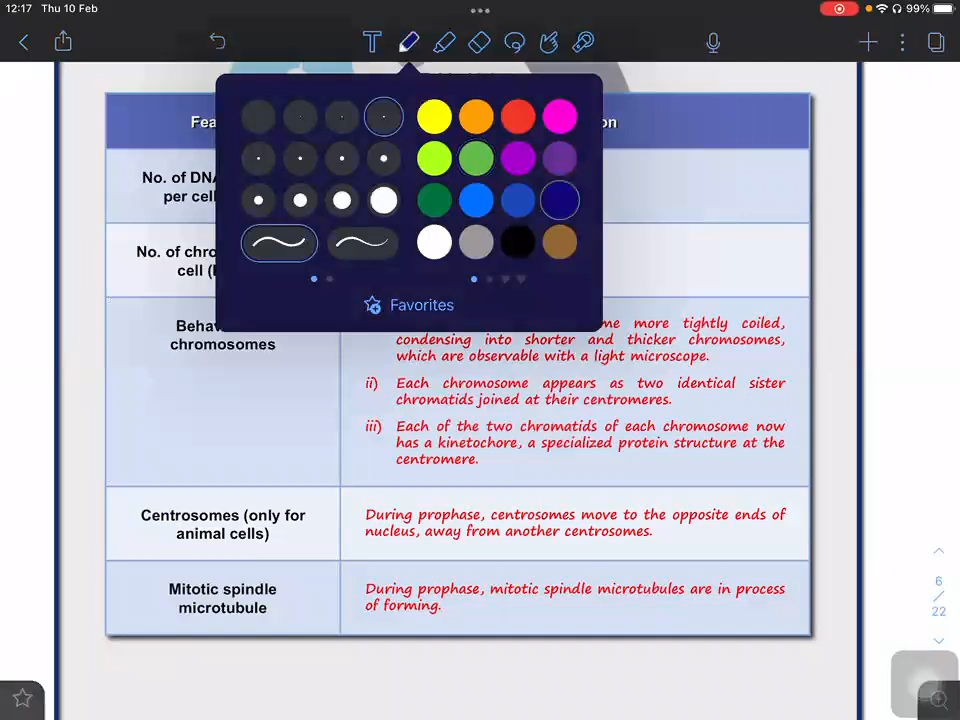 12:17 Thu 10 Feb
99%
No. of DNA
per cell
No. of
cell
chromosomes
more tightly coiled,
condensing into shorter and thicker chromosomes,
which are observable with a light microscope.
ii) Each chromosome appears as two identical sister
chromatids joined at their centromeres.
iii) Each of the two chromatids of each chromosome now
has a kinetochore, a specialized protein structure at the
centromere.
Centrosomes (only for
animal cells)
During prophase, centrosomes move to the opposite ends of
nucleus, away from another centrosomes.
Mitotic spindle
microtubule
During prophase, mitotic spindle microtubules are in process
of forming.
Favorites
6
/
22